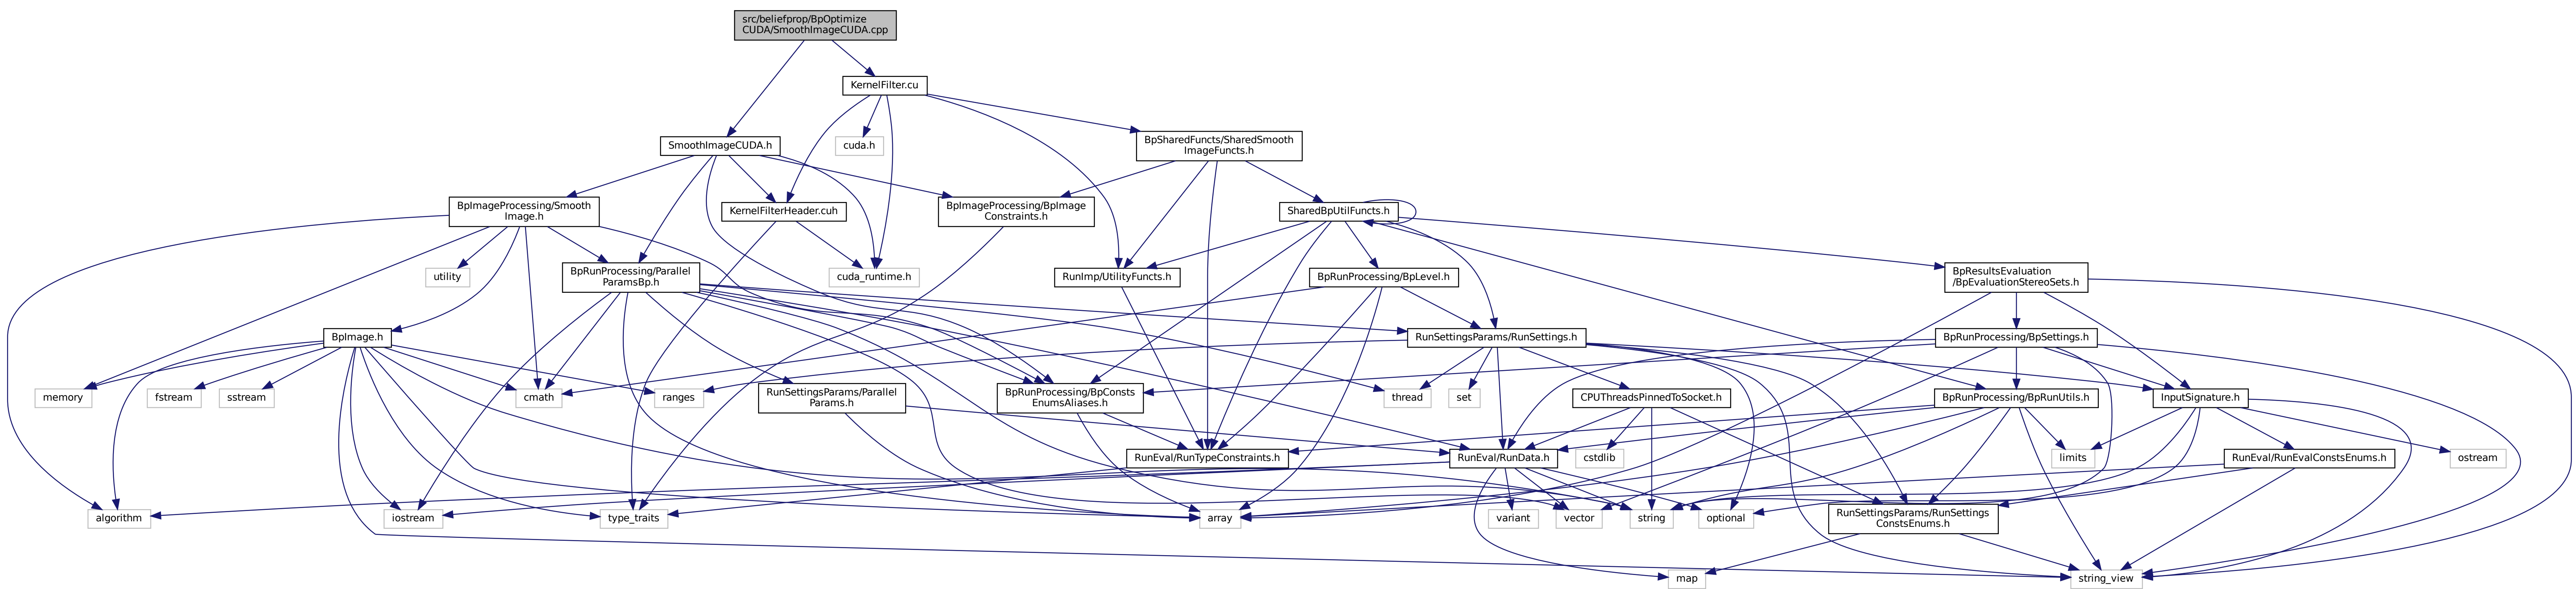 src/beliefprop/BpOptimize
CUDA/SmoothImageCUDA.cpp
KernelFilter.cu
SmoothImageCUDA.h
cuda.h
BpSharedFuncts/SharedSmooth
ImageFuncts.h
BpImageProcessing/Smooth
Image.h
KernelFilterHeader.cuh
BpImageProcessing/BpImage
Constraints.h
SharedBpUtilFuncts.h
utility
BpRunProcessing/Parallel
ParamsBp.h
cuda_runtime.h
RunImp/UtilityFuncts.h
BpRunProcessing/BpLevel.h
BpResultsEvaluation
/BpEvaluationStereoSets.h
BpImage.h
RunSettingsParams/RunSettings.h
BpRunProcessing/BpSettings.h
memory
fstream
sstream
cmath
ranges
RunSettingsParams/Parallel
Params.h
BpRunProcessing/BpConsts
EnumsAliases.h
thread
set
CPUThreadsPinnedToSocket.h
BpRunProcessing/BpRunUtils.h
InputSignature.h
RunEval/RunTypeConstraints.h
RunEval/RunData.h
cstdlib
limits
RunEval/RunEvalConstsEnums.h
ostream
algorithm
iostream
type_traits
array
variant
vector
string
optional
RunSettingsParams/RunSettings
ConstsEnums.h
map
string_view